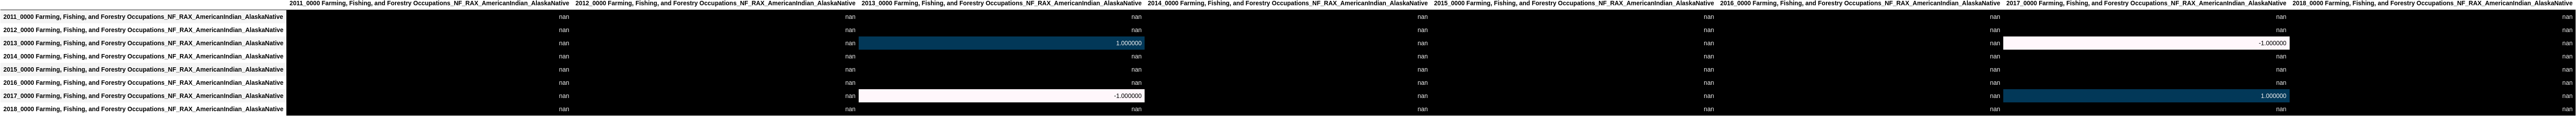 2011_0000 Farming, Fishing, and Forestry Occupations_NF_RAX_AmericanIndian_AlaskaNative 2012_0000 Farming, Fishing, and Forestry Occupations_NF_RAX_AmericanIndian_AlaskaNative 2013_0000 Farming, Fishing, and Forestry Occupations_NF_RAX_AmericanIndian_AlaskaNative 2014_0000 Farming, Fishing, and Forestry Occupations_NF_RAX_AmericanIndian_AlaskaNative 2015_0000 Farming, Fishing, and Forestry Occupations_NF_RAX_AmericanIndian_AlaskaNative 2016_0000 Farming, Fishing, and Forestry Occupations_NF_RAX_AmericanIndian_AlaskaNative 2017_0000 Farming, Fishing, and Forestry Occupations_NF_RAX_AmericanIndian_AlaskaNative 2018_0000 Farming, Fishing, and Forestry Occupations_NF_RAX_AmericanIndian_AlaskaNative
2011_0000 Farming, Fishing, and Forestry Occupations_NF_RAX_AmericanIndian_AlaskaNative nan nan nan nan nan nan nan nan
2012_0000 Farming, Fishing, and Forestry Occupations_NF_RAX_AmericanIndian_AlaskaNative nan nan nan nan nan nan nan nan
2013_0000 Farming, Fishing, and Forestry Occupations_NF_RAX_AmericanIndian_AlaskaNative nan nan 1.000000 nan nan nan -1.000000 nan
2014_0000 Farming, Fishing, and Forestry Occupations_NF_RAX_AmericanIndian_AlaskaNative nan nan nan nan nan nan nan nan
2015_0000 Farming, Fishing, and Forestry Occupations_NF_RAX_AmericanIndian_AlaskaNative nan nan nan nan nan nan nan nan
2016_0000 Farming, Fishing, and Forestry Occupations_NF_RAX_AmericanIndian_AlaskaNative nan nan nan nan nan nan nan nan
2017_0000 Farming, Fishing, and Forestry Occupations_NF_RAX_AmericanIndian_AlaskaNative nan nan -1.000000 nan nan nan 1.000000 nan
2018_0000 Farming, Fishing, and Forestry Occupations_NF_RAX_AmericanIndian_AlaskaNative nan nan nan nan nan nan nan nan